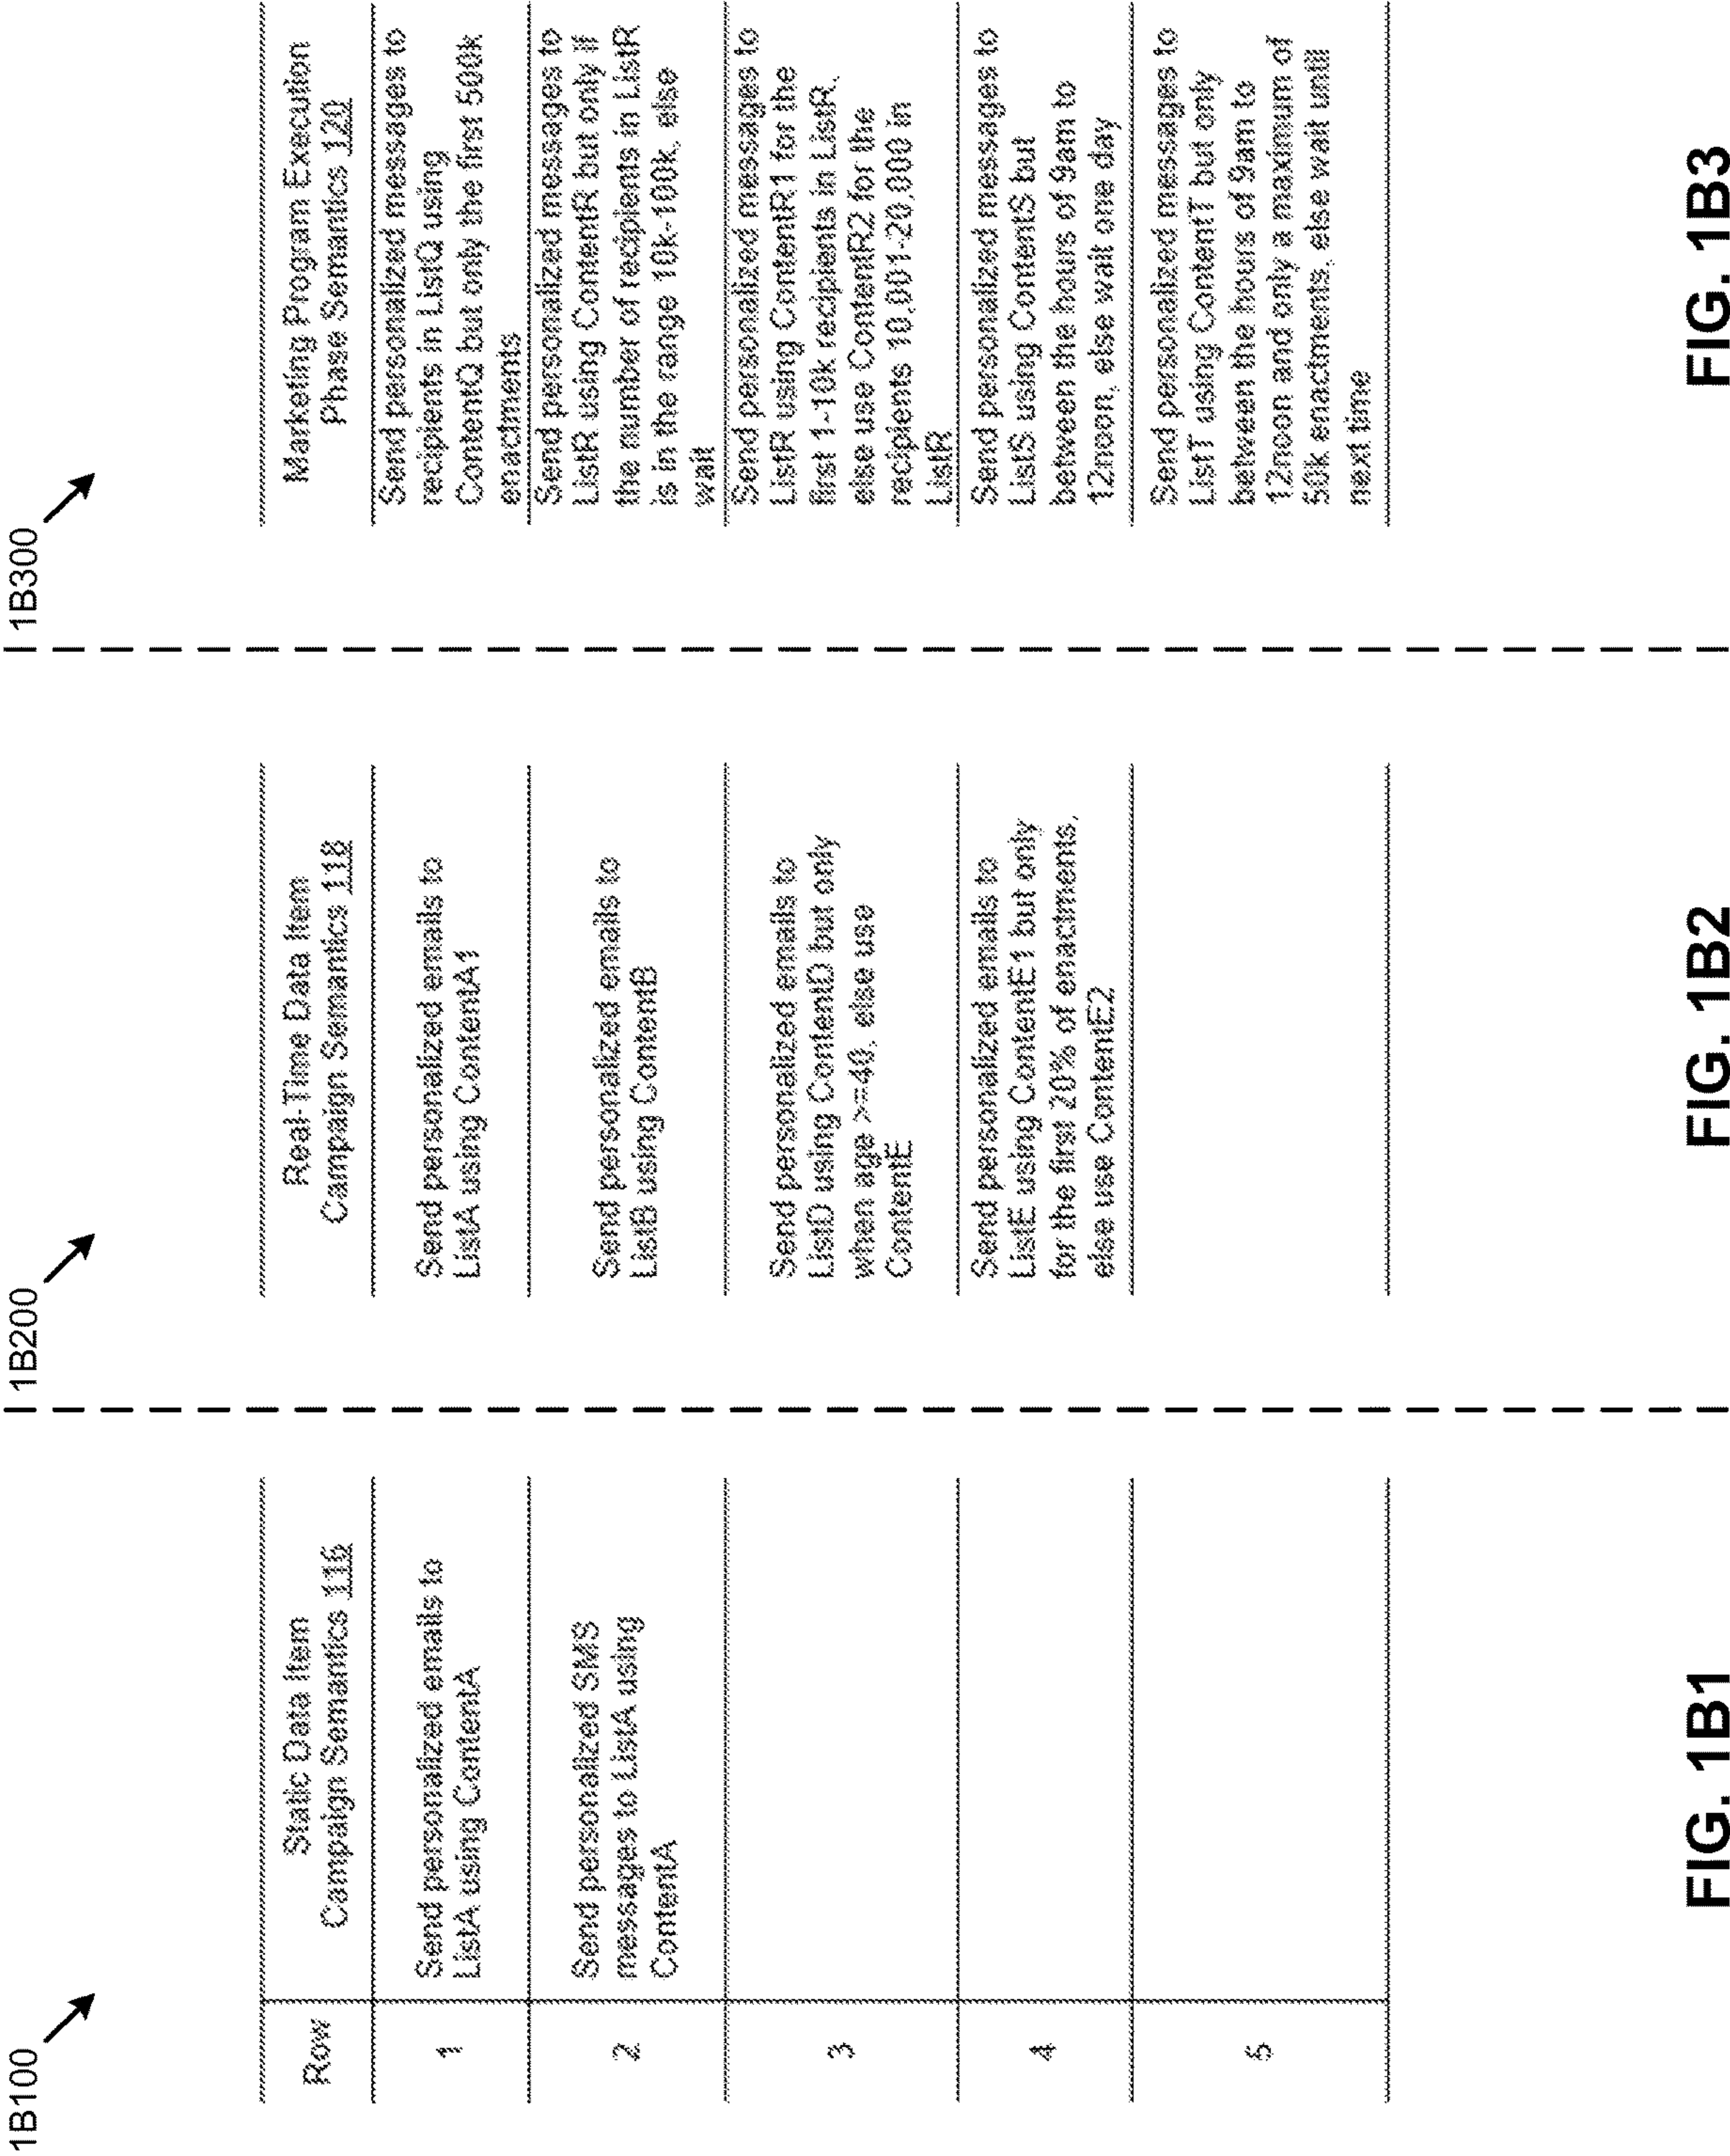 1B100
Row
Static Data Item
Campaign Semantics 116
1
Send personalized emails to
ListA using ContentA
2
Send personalized SMS
messages to ListA using
ContentA
3
4
5
FIG. 1B1
1B200
Real-Time Data Item
Campaign Semantics 118
Send personalized emails to
ListA using ContentA1
Send personalized emails to
ListB using ContentB
Send personalized emails to
ListD using ContentD but only
when age >=40, else use
ContentE
Send personalized emails to
ListE using ContentE1 but only
for the first 20% of enactments,
else use ContentE2
FIG. 1B2
1B300
Marketing Program Execution
Phase Semantics 120
Send personalized messages to
recipients in ListQ using
ContentQ but only the first 500k
enactments
Send personalized messages to
ListR using ContentR but only if
the number of recipients in ListR
is in the range 10k-100k, else
wait
Send personalized messages to
ListR using ContentR1 for the
first 1-10k recipients in ListR,
else use ContentR2 for the
recipients 10,001-20,000 in
ListR
Send personalized messages to
ListS using ContentS but
between the hours of 9am to
12noon, else wait one day
Send personalized messages to
ListT using ContentT but only
between the hours of 9am to
12noon and only a maximum of
50k enactments, else wait until
next time
FIG. 1B3